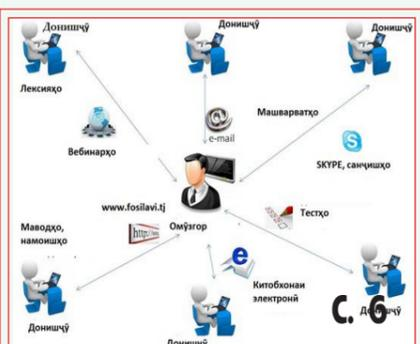 Донишҷӯ
Донишҷӯ
Донишҷӯ
Лексияҳо
@
e-mail
Машваратҳо
Вебинарҳо
S
SKYPE, санҷишҳо
www.fosilavi.tj
Омӯзгор
http://
Тестҳо
Маводҳо,
намоишҳо
e
Китобхонаи
электронӣ
Донишҷӯ
С. 6
Донишҷӯ
Донишҷӯ